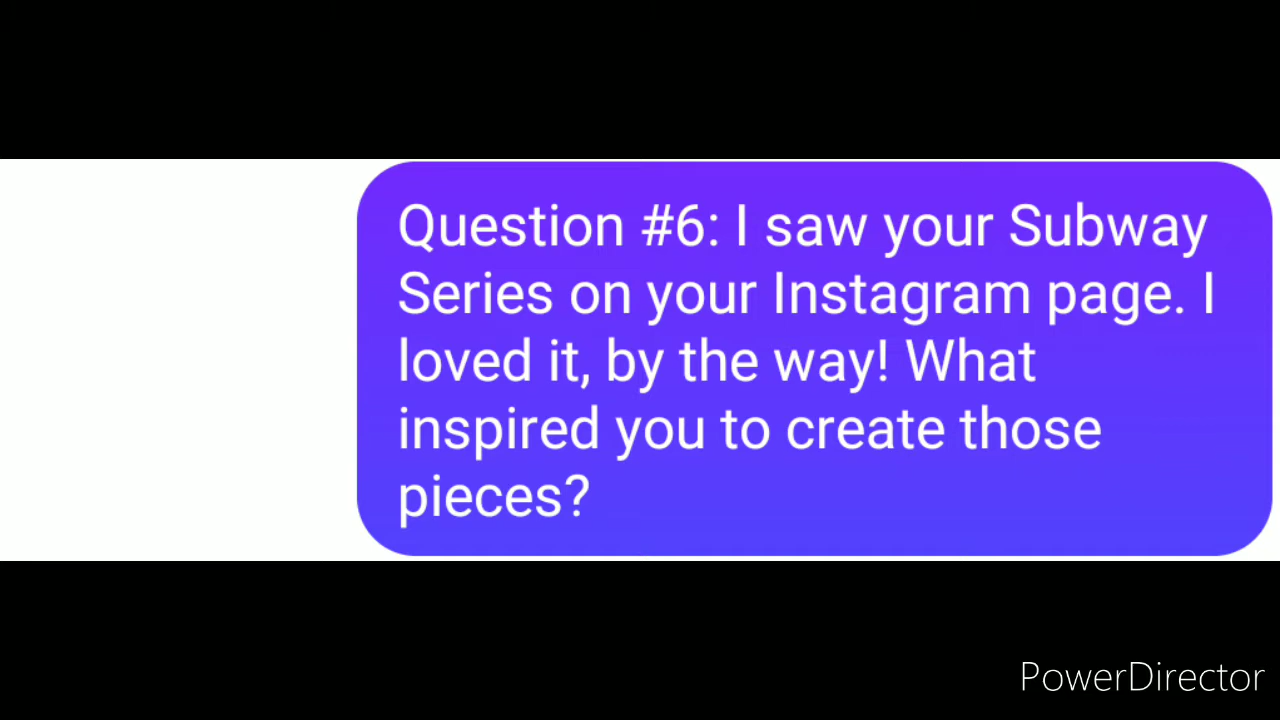 Question #6: I saw your Subway
Series on your Instagram page. I
loved it, by the way! What
inspired you to create those
pieces?
PowerDirector